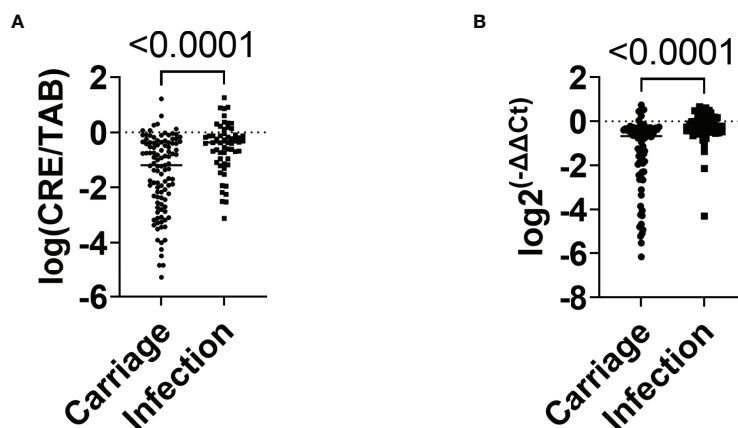 A
<0.0001
log(CRE/TAB)
2
0
-2
-4
-6
Carriage
Infection
B
<0.0001
log2(-ΔΔCt)
2
0
-2
-4
-6
-8
Carriage
Infection